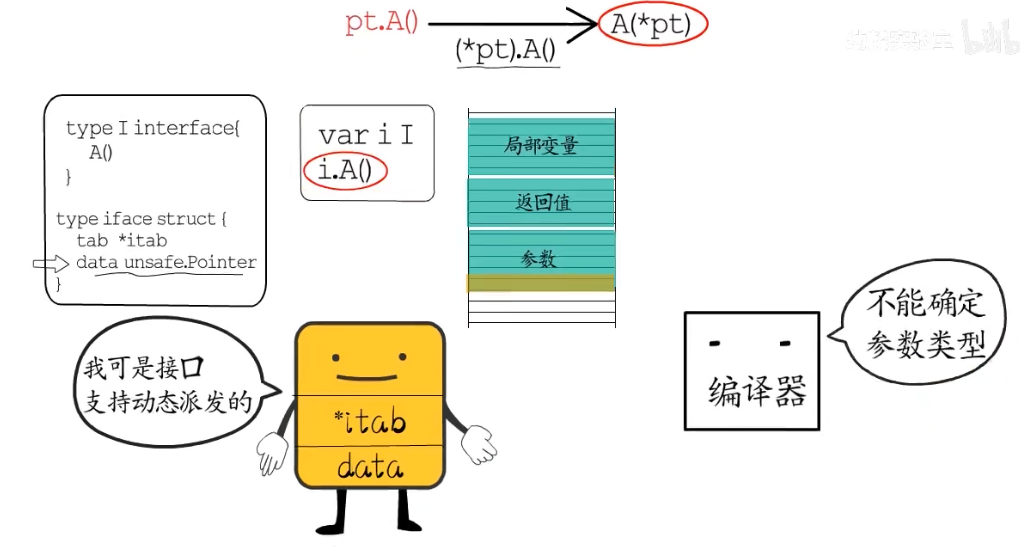 pt.A()
(*pt).A()
A(*pt)
type I interface{
A()
}
type iface struct {
tab *itab
data unsafe.Pointer
}
var i I
i.A()
局部变量
返回值
参数
我可是接口
支持动态派发的
*itab
data
编译器
不能确定
参数类型
bilibili